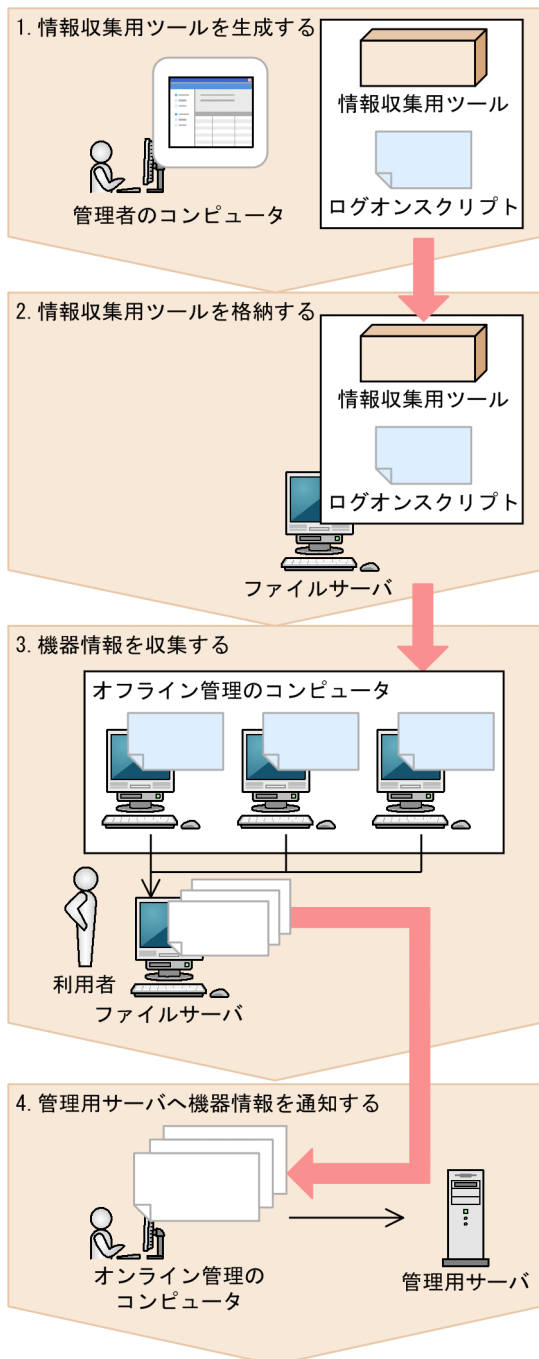 1. 情報収集用ツールを生成する
情報収集用ツール
ログオンスクリプト
管理者のコンピュータ
2. 情報収集用ツールを格納する
情報収集用ツール
ログオンスクリプト
ファイルサーバ
3. 機器情報を収集する
オフライン管理のコンピュータ
利用者
ファイルサーバ
4. 管理用サーバへ機器情報を通知する
オンライン管理の
コンピュータ
管理用サーバ